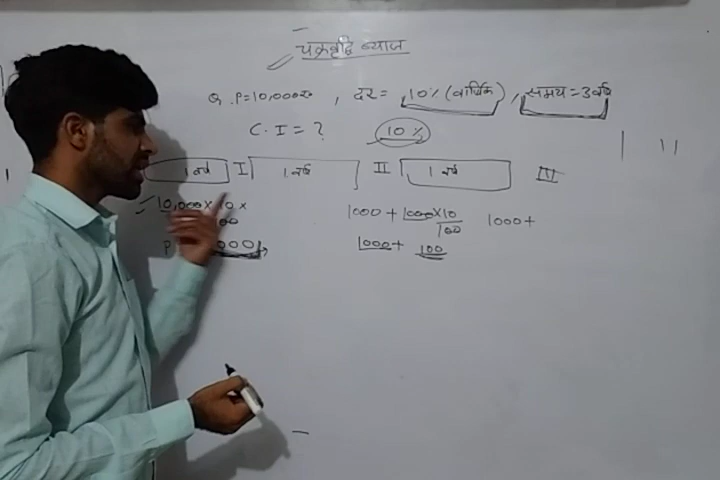 चक्रवृद्धि ब्याज
Q. P=10,000रु , दर= 10% (वार्षिक) , समय=3वर्ष
C.I=? 10%
1 वर्ष I 1 वर्ष II 1 वर्ष III
10,000×10× 1000+1000×10/100 1000+
1000+ 100